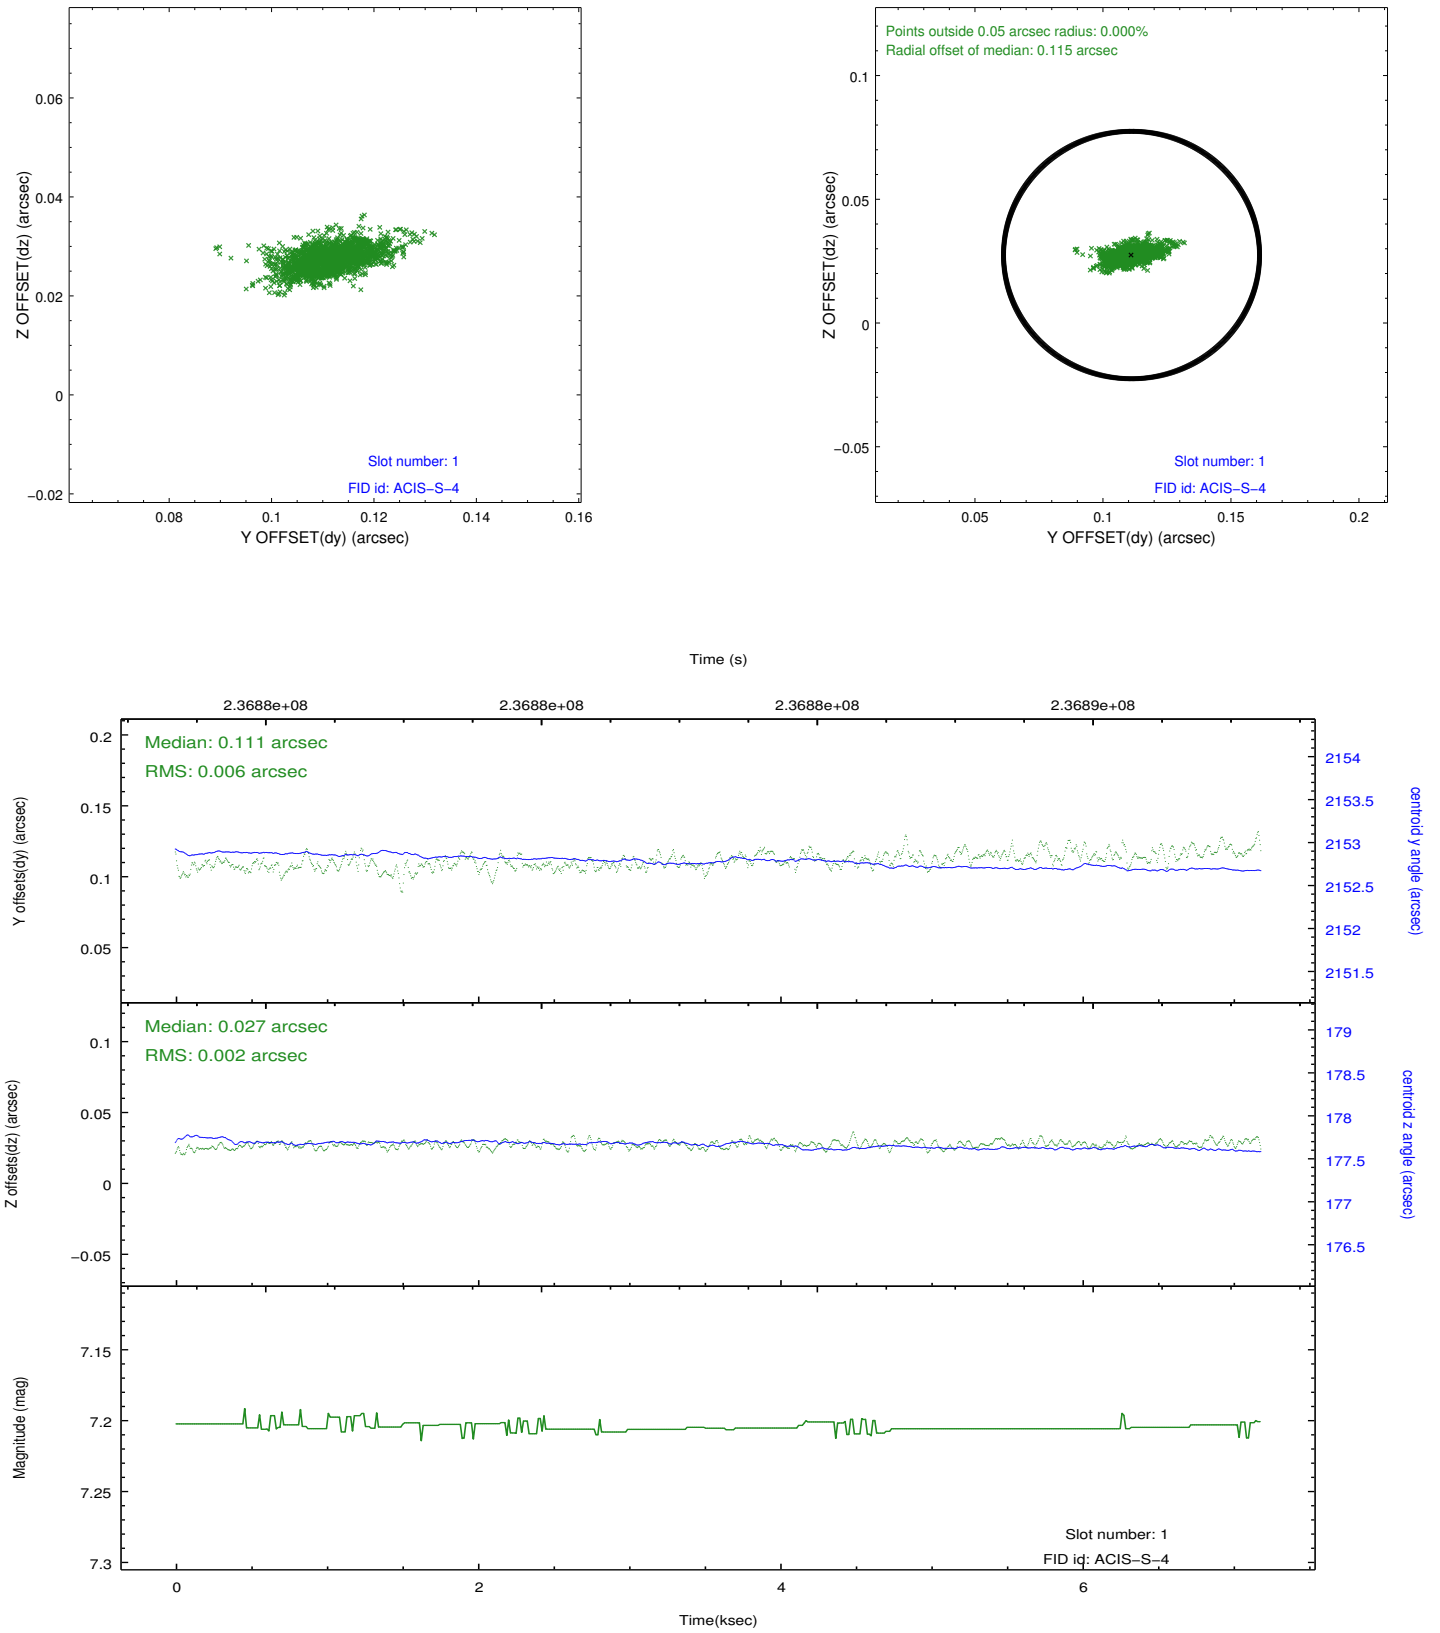 0.06
0.04
0.02
0
−0.02
Z OFFSET(dz) (arcsec)
Slot number: 1
FID id: ACIS−S−4
0.08
0.1
0.12
0.14
0.16
Y OFFSET(dy) (arcsec)
Points outside 0.05 arcsec radius: 0.000%
Radial offset of median: 0.115 arcsec
0.1
0.05
0
−0.05
Z OFFSET(dz) (arcsec)
Slot number: 1
FID id: ACIS−S−4
0.05
0.1
0.15
0.2
Y OFFSET(dy) (arcsec)
Time (s)
2.3688e+08
2.3688e+08
2.3688e+08
2.3689e+08
Median: 0.111 arcsec
RMS: 0.006 arcsec
0.2
0.15
0.1
0.05
Y offsets(dy) (arcsec)
2154
2153.5
2153
2152.5
2152
2151.5
centroid y angle (arcsec)
Median: 0.027 arcsec
RMS: 0.002 arcsec
0.1
0.05
0
−0.05
Z offsets(dz) (arcsec)
179
178.5
178
177.5
177
176.5
centroid z angle (arcsec)
7.15
7.2
7.25
7.3
Magnitude (mag)
Slot number: 1
FID id: ACIS−S−4
0
2
4
6
Time(ksec)